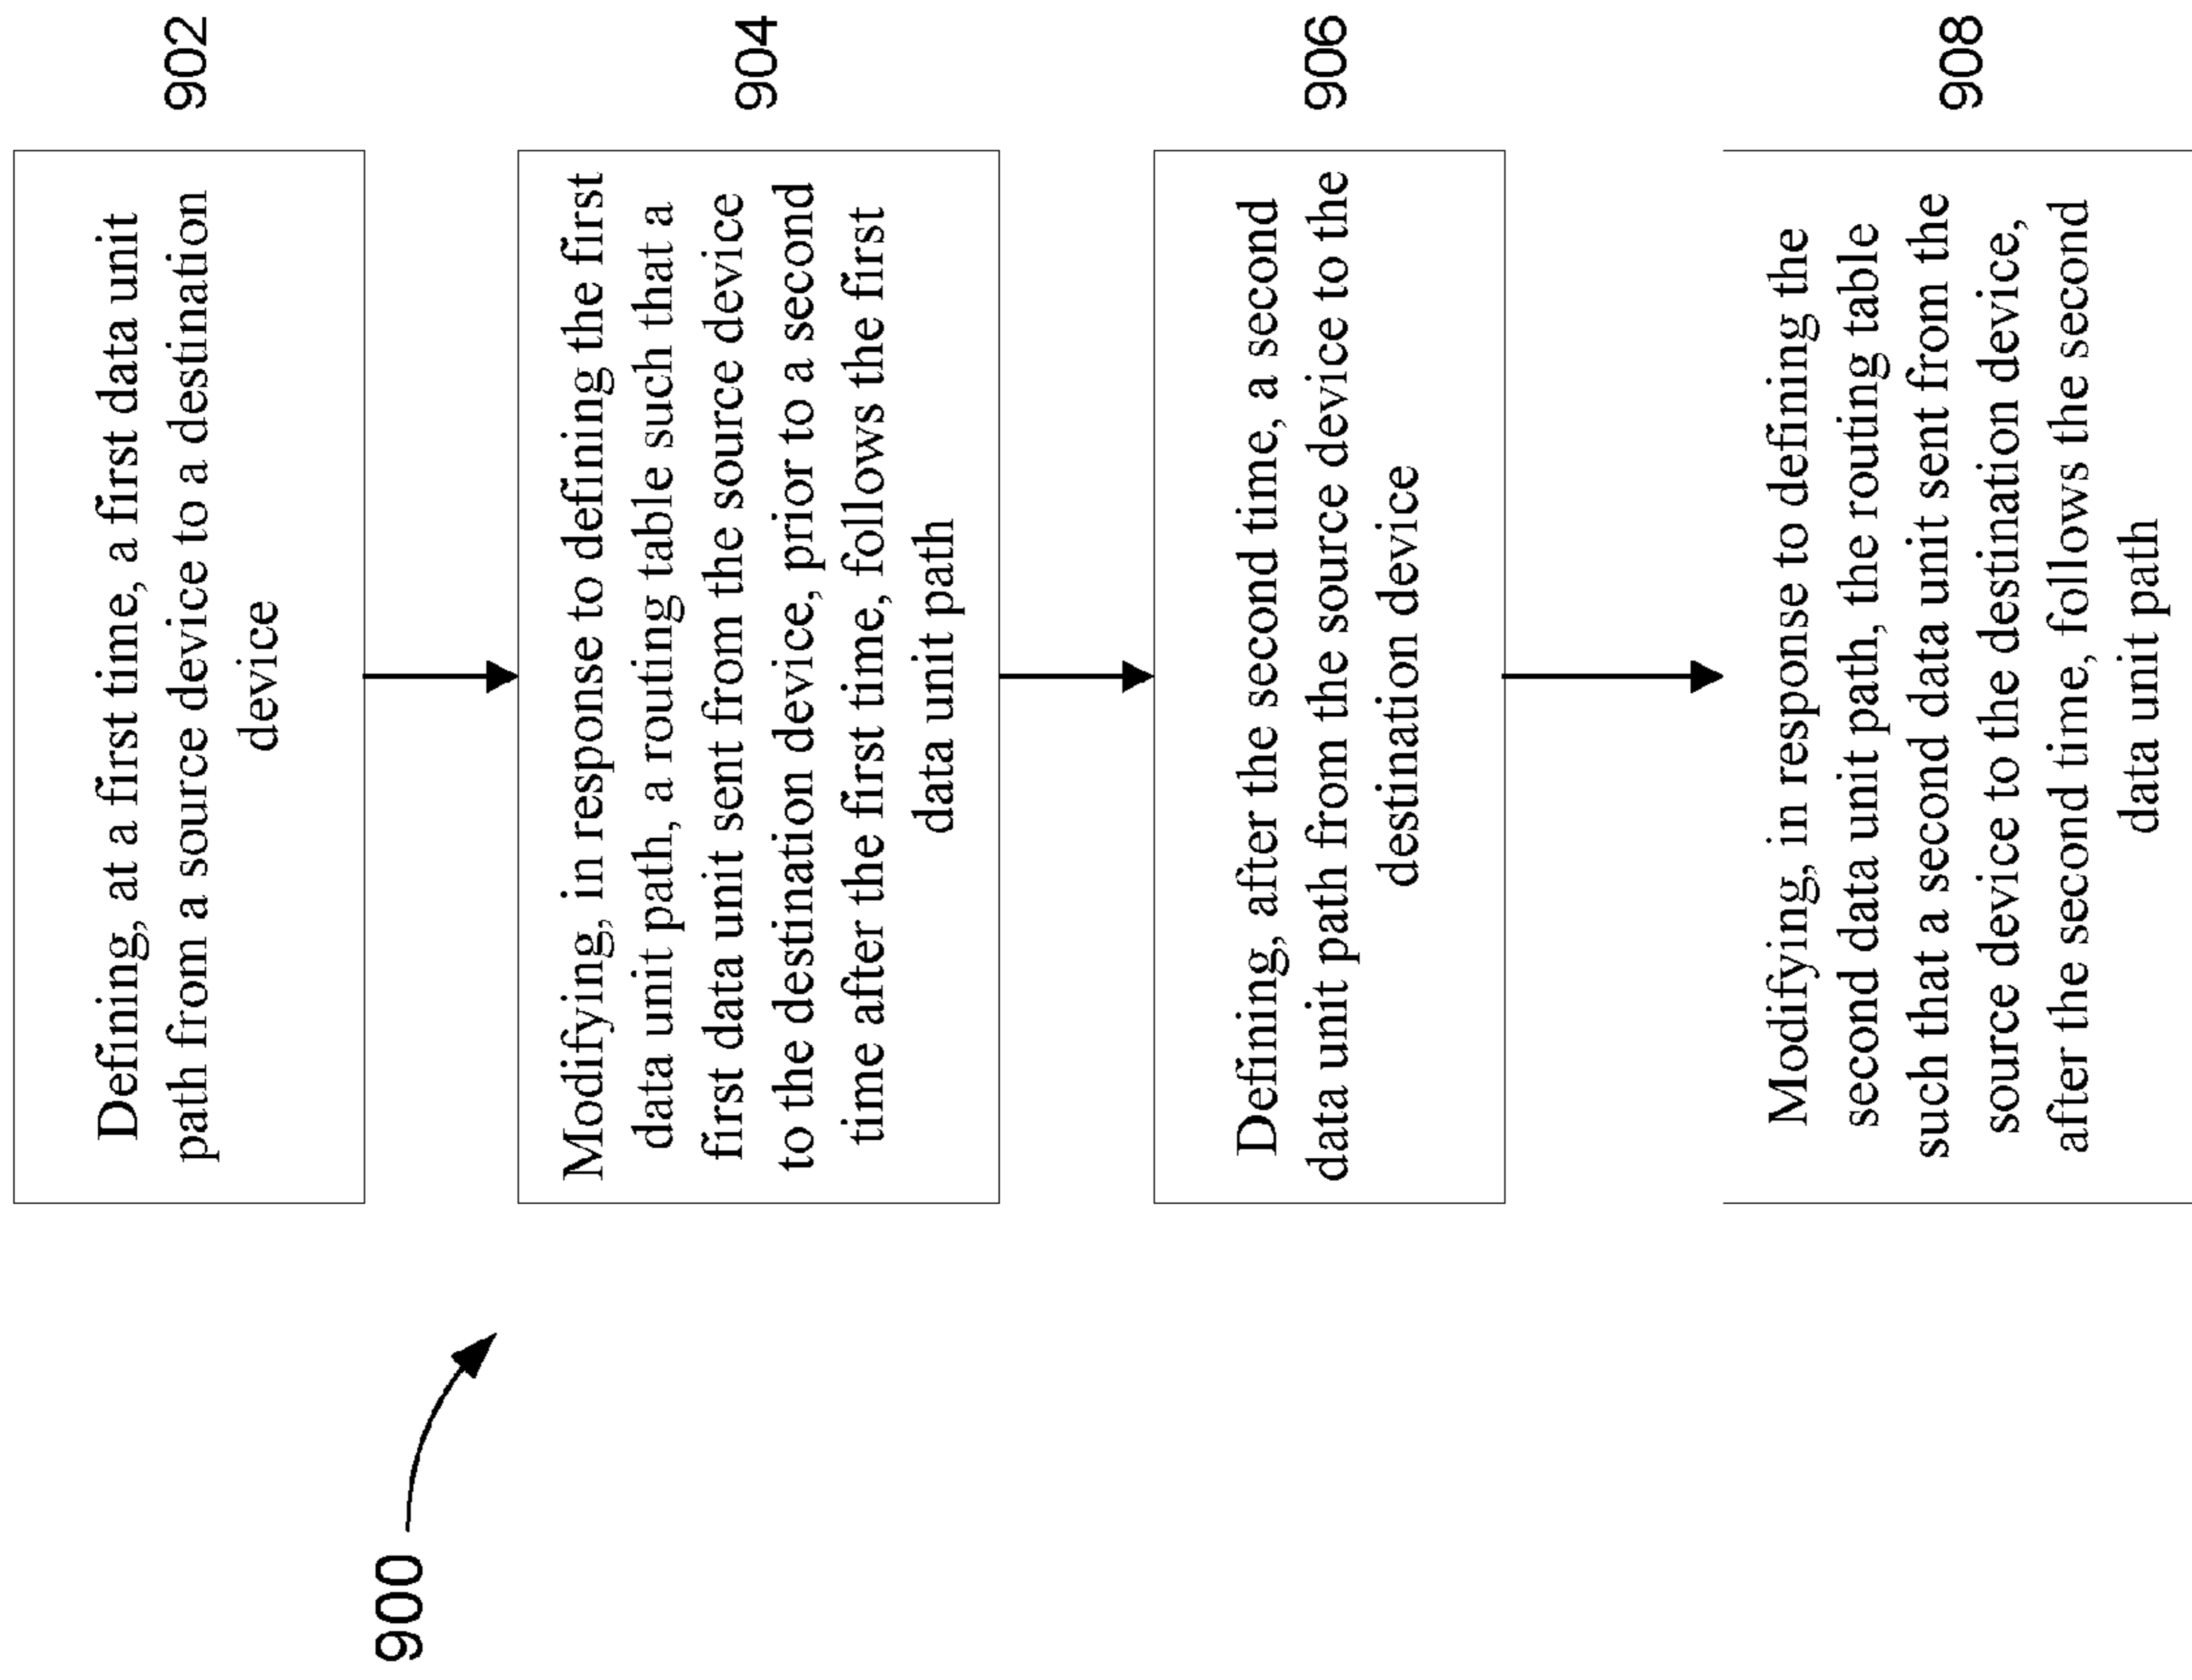 900
Defining, at a first time, a first data unit
path from a source device to a destination
device
902
Modifying, in response to defining the first
data unit path, a routing table such that a
first data unit sent from the source device
to the destination device, prior to a second
time after the first time, follows the first
data unit path
904
Defining, after the second time, a second
data unit path from the source device to the
destination device
906
Modifying, in response to defining the
second data unit path, the routing table
such that a second data unit sent from the
source device to the destination device,
after the second time, follows the second
data unit path
908